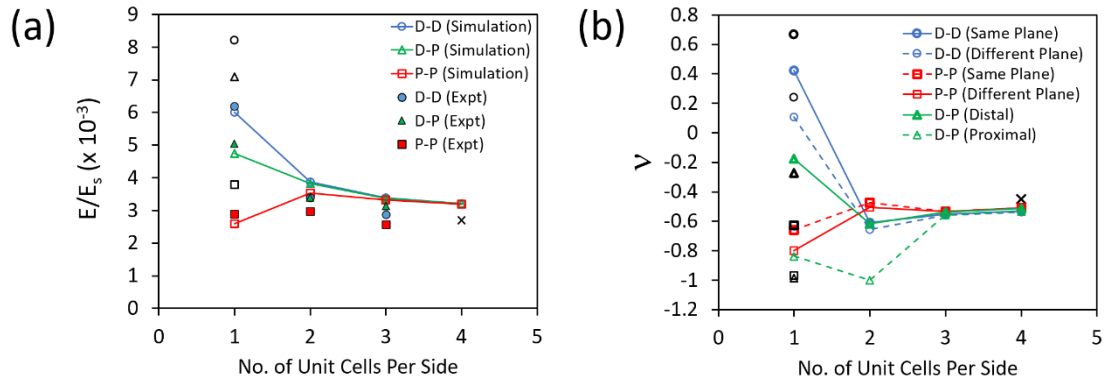 (a)
E/Es (x 10-3)
9
8
7
6
5
4
3
2
1
0
0 1 2 3 4 5
No. of Unit Cells Per Side
D-D (Simulation)
D-P (Simulation)
P-P (Simulation)
D-D (Expt)
D-P (Expt)
P-P (Expt)
(b)
ν
0.8
0.6
0.4
0.2
0
-0.2
-0.4
-0.6
-0.8
-1
-1.2
0 1 2 3 4 5
No. of Unit Cells Per Side
D-D (Same Plane)
D-D (Different Plane)
P-P (Same Plane)
P-P (Different Plane)
D-P (Distal)
D-P (Proximal)